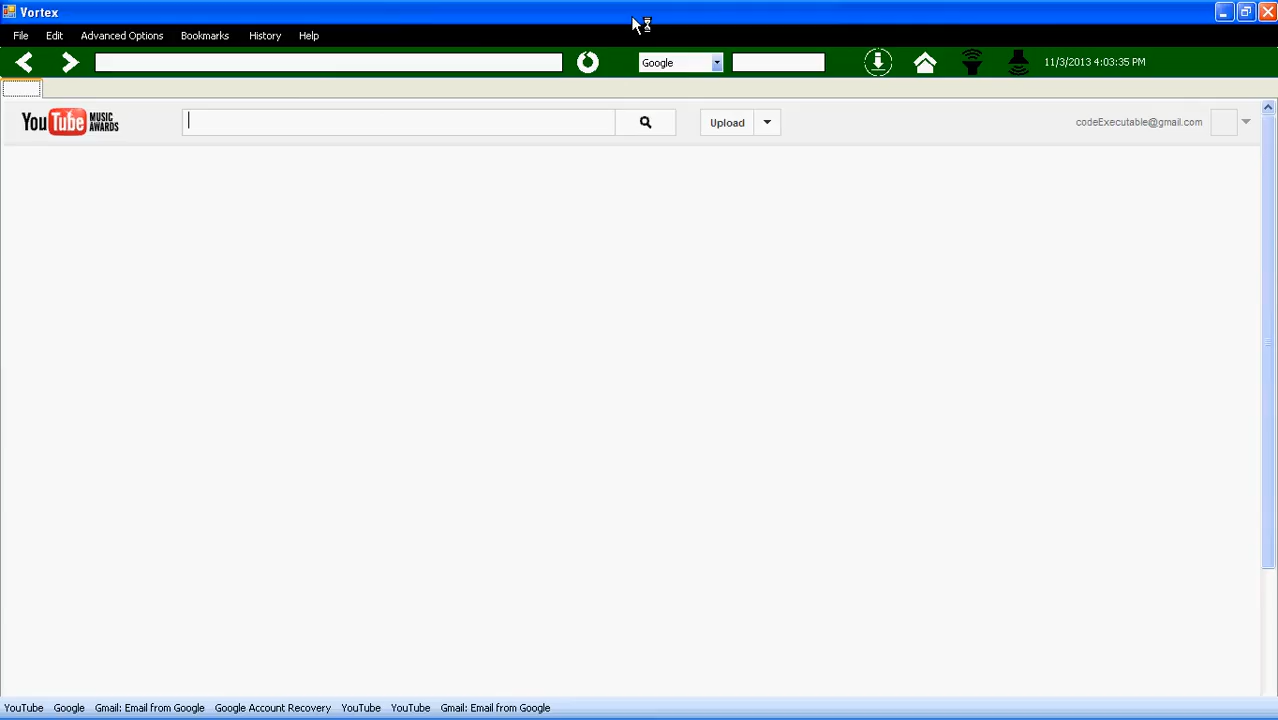 Vortex
File Edit Advanced Options Bookmarks History Help
Google 11/3/2013 4:03:35 PM
YouTube MUSIC AWARDS Upload codeExecutable@gmail.com
YouTube Google Gmail: Email from Google Google Account Recovery YouTube YouTube Gmail: Email from Google